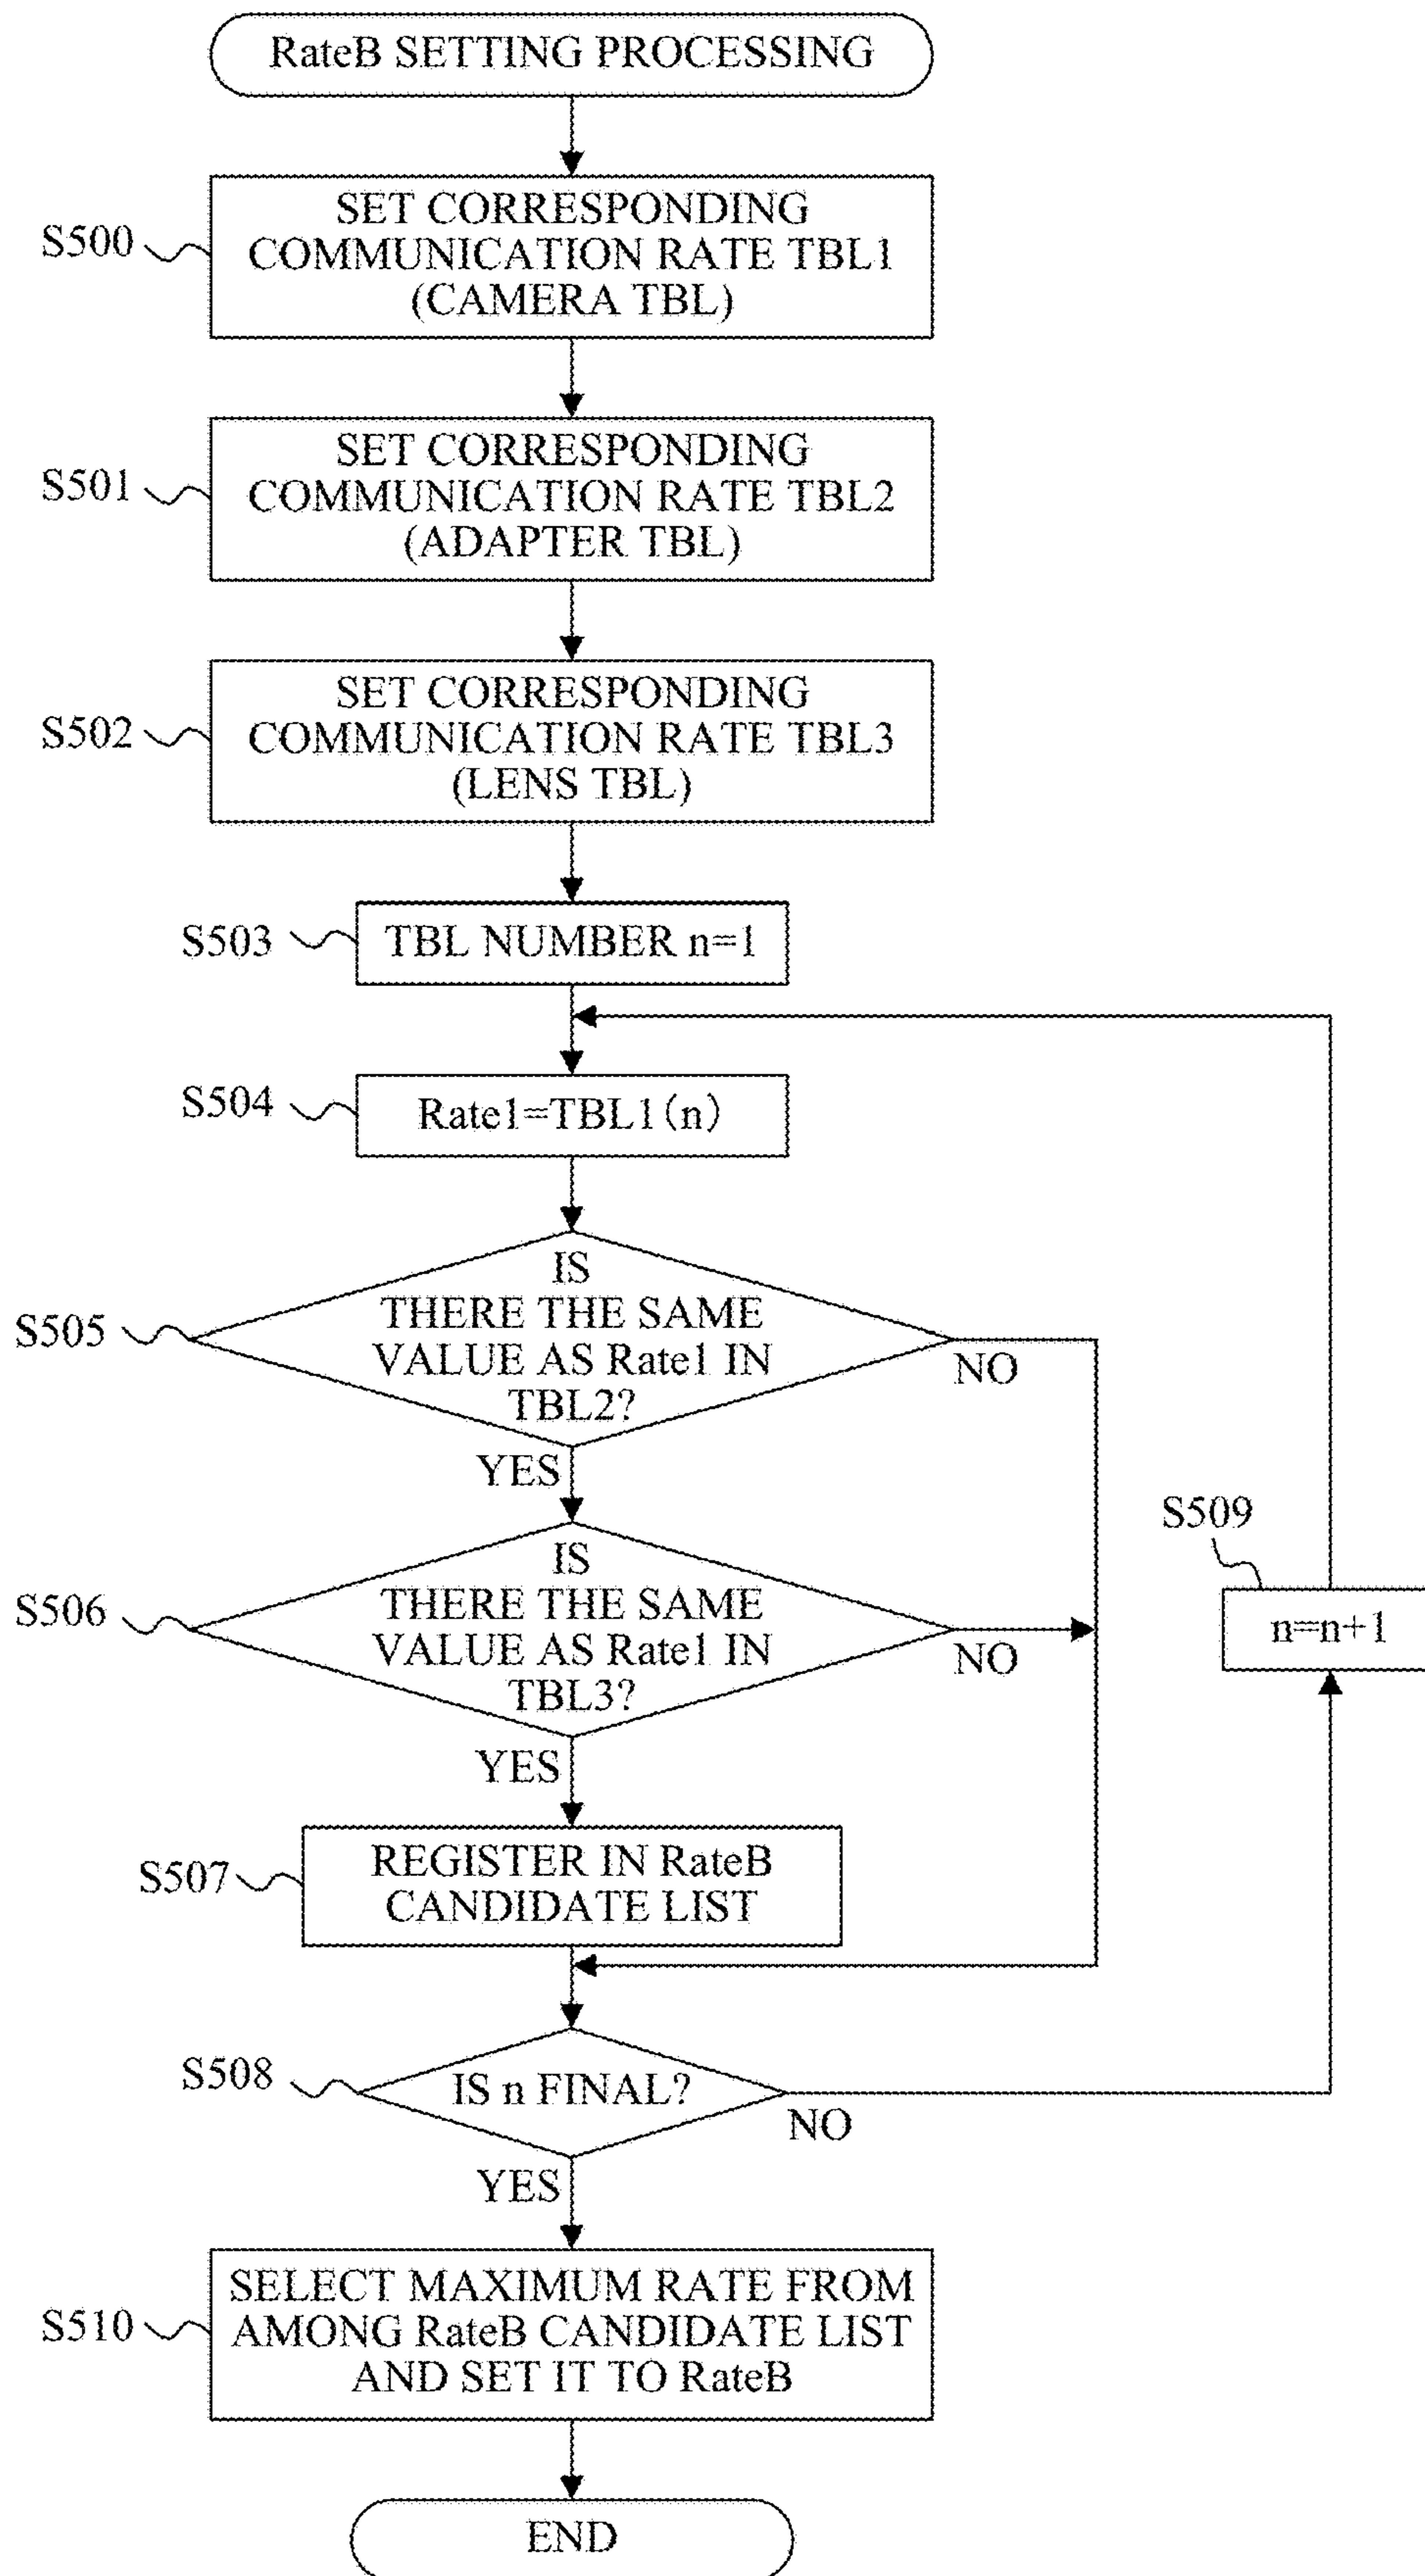 RateB SETTING PROCESSING
S500
SET CORRESPONDING
COMMUNICATION RATE TBL1
(CAMERA TBL)
S501
SET CORRESPONDING
COMMUNICATION RATE TBL2
(ADAPTER TBL)
S502
SET CORRESPONDING
COMMUNICATION RATE TBL3
(LENS TBL)
S503
TBL NUMBER n=1
S504
Rate1=TBL1(n)
S505
IS
THERE THE SAME
VALUE AS Rate1 IN
TBL2?
NO
YES
S506
IS
THERE THE SAME
VALUE AS Rate1 IN
TBL3?
NO
YES
S509
n=n+1
S507
REGISTER IN RateB
CANDIDATE LIST
S508
IS n FINAL?
NO
YES
S510
SELECT MAXIMUM RATE FROM
AMONG RateB CANDIDATE LIST
AND SET IT TO RateB
END